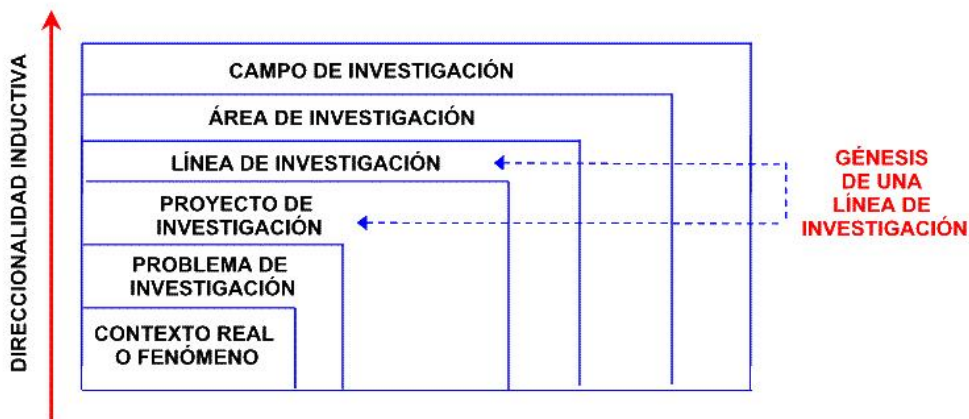 DIRECCIONALIDAD INDUCTIVA
CAMPO DE INVESTIGACIÓN
ÁREA DE INVESTIGACIÓN
LÍNEA DE INVESTIGACIÓN
PROYECTO DE
INVESTIGACIÓN
PROBLEMA DE
INVESTIGACIÓN
CONTEXTO REAL
O FENÓMENO
GÉNESIS
DE UNA
LÍNEA DE
INVESTIGACIÓN